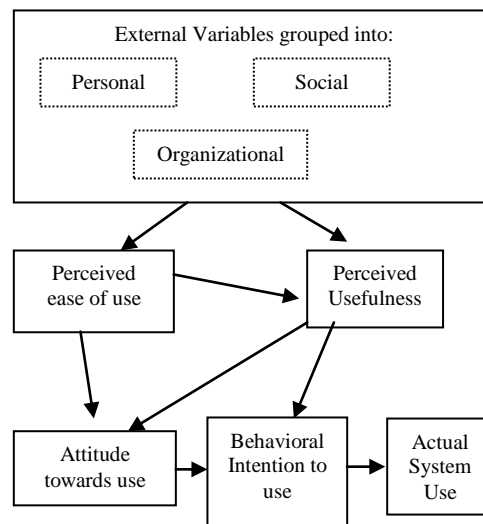 External Variables grouped into:
Personal
Social
Organizational
Perceived
ease of use
Perceived
Usefulness
Attitude
towards use
Behavioral
Intention to
use
Actual
System
Use